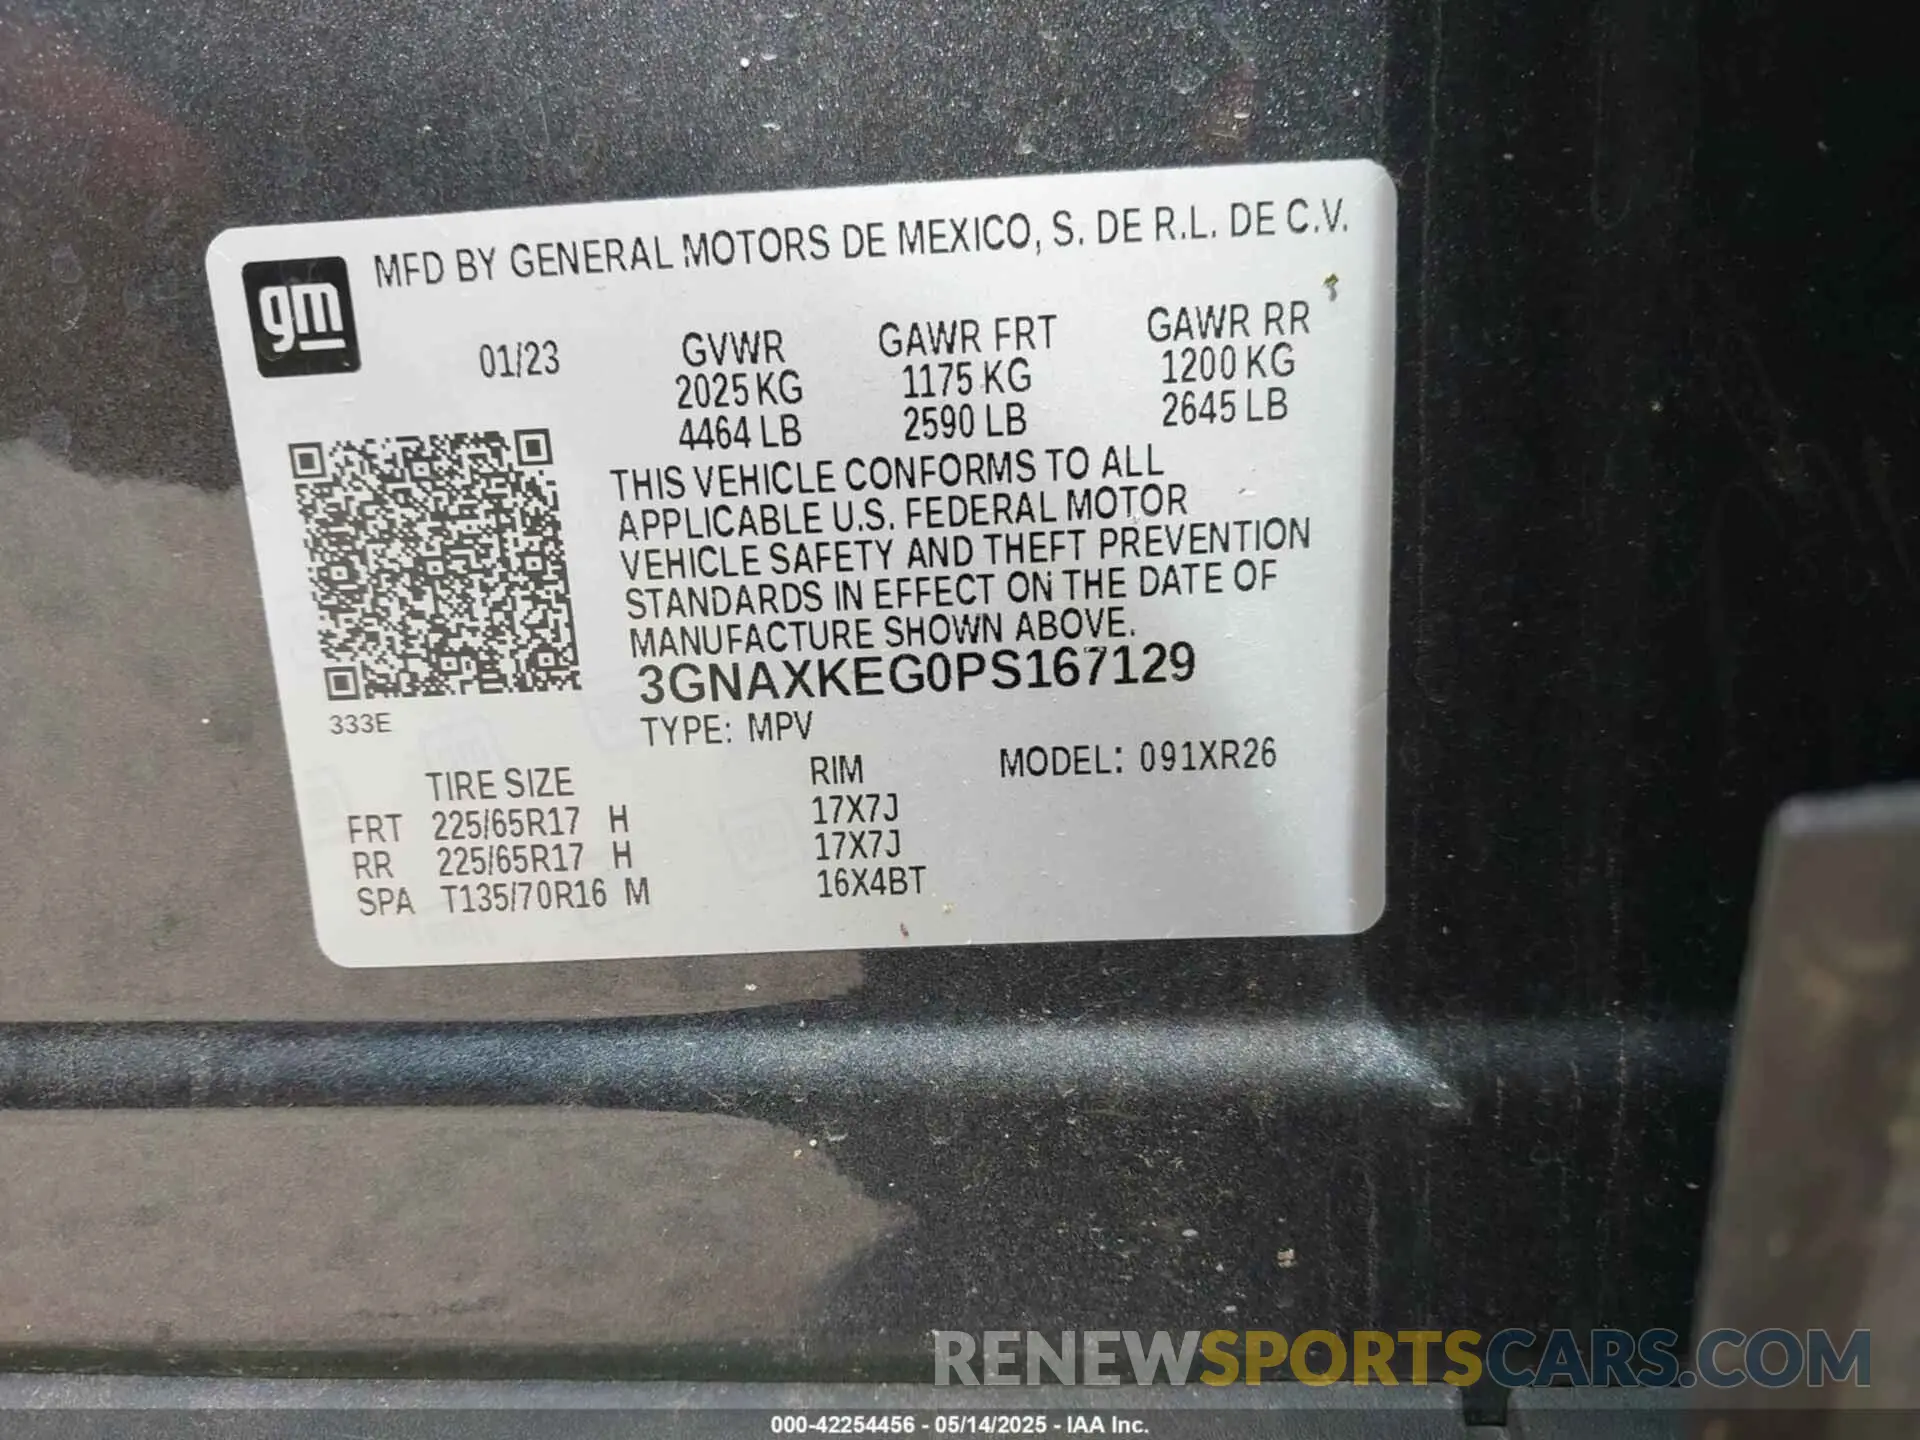 gm
MFD BY GENERAL MOTORS DE MEXICO, S. DE R.L. DE C.V.
01/23 GVWR GAWR FRT GAWR RR
2025 KG 1175 KG 1200 KG
4464 LB 2590 LB 2645 LB
THIS VEHICLE CONFORMS TO ALL
APPLICABLE U.S. FEDERAL MOTOR
VEHICLE SAFETY AND THEFT PREVENTION
STANDARDS IN EFFECT ON THE DATE OF
MANUFACTURE SHOWN ABOVE.
3GNAXKEG0PS167129
333E
TYPE: MPV
TIRE SIZE RIM MODEL: 091XR26
FRT 225/65R17 H 17X7J
RR 225/65R17 H 17X7J
SPA T135/70R16 M 16X4BT
RENEWSPORTSCARS.COM
000-42254456 - 05/14/2025 - IAA Inc.